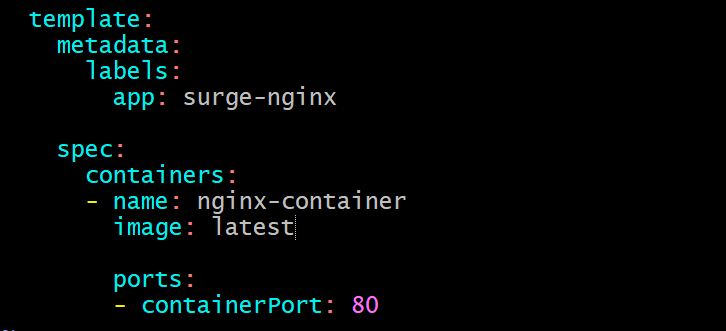 template:
  metadata:
    labels:
      app: surge-nginx
  spec:
    containers:
    - name: nginx-container
      image: latest
      ports:
      - containerPort: 80